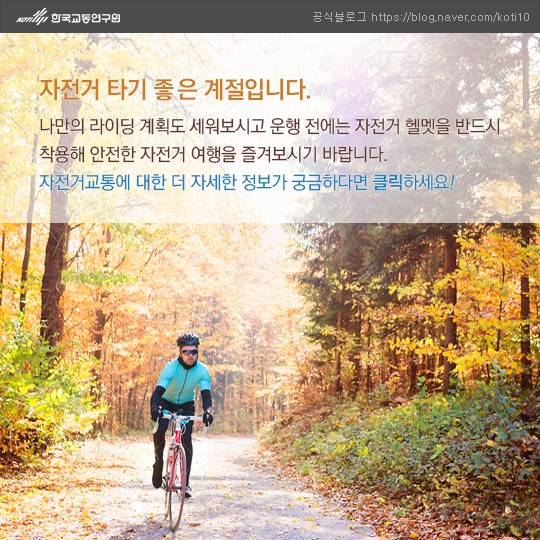 KOTI 한국교통연구원
공식블로그 https://blog.naver.com/koti10
자전거 타기 좋은 계절입니다.
나만의 라이딩 계획도 세워보시고 운행 전에는 자전거 헬멧을 반드시
착용해 안전한 자전거 여행을 즐겨보시기 바랍니다.
자전거교통에 대한 더 자세한 정보가 궁금하다면 클릭하세요!